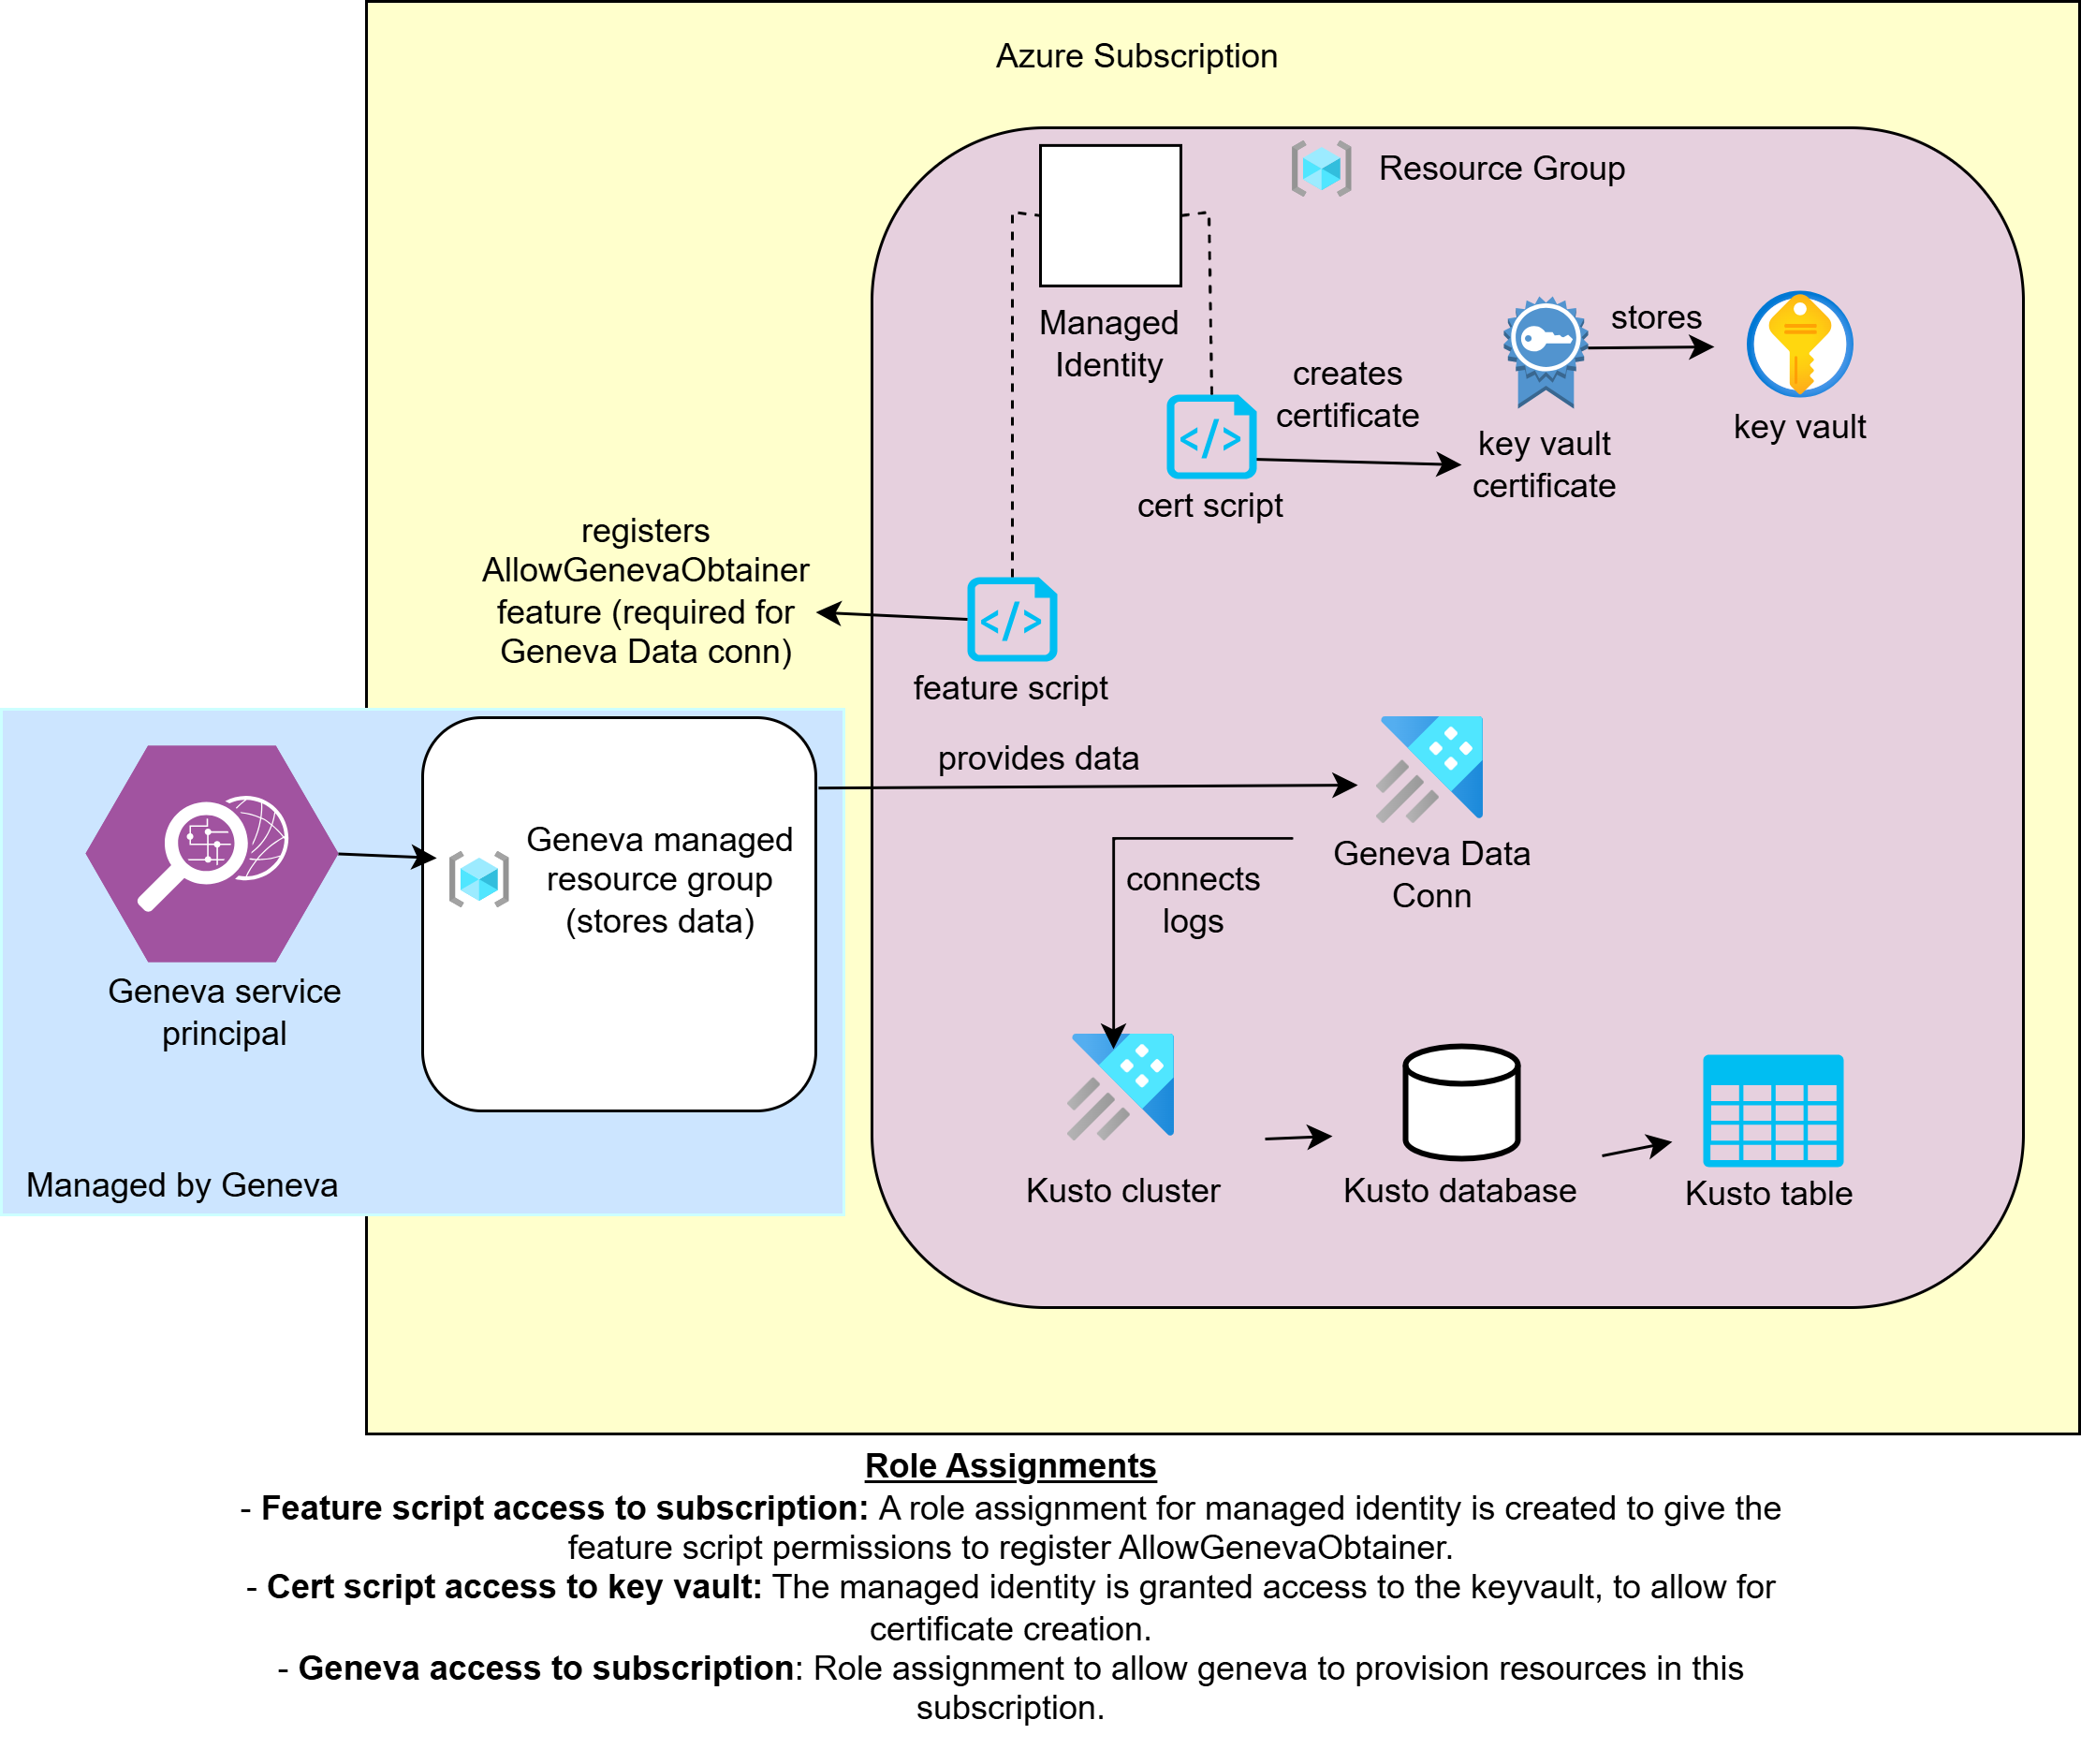 Azure Subscription
Resource Group
Managed
Identity
stores
creates
certificate
key vault
key vault
certificate
cert script
registers
AllowGenevaObtainer
feature (required for
Geneva Data conn)
feature script
provides data
Geneva managed
resource group
(stores data)
Geneva Data
Conn
connects
logs
Geneva service
principal
Managed by Geneva
Kusto cluster
Kusto database
Kusto table
Role Assignments
- Feature script access to subscription: A role assignment for managed identity is created to give the
feature script permissions to register AllowGenevaObtainer.
- Cert script access to key vault: The managed identity is granted access to the keyvault, to allow for
certificate creation.
- Geneva access to subscription: Role assignment to allow geneva to provision resources in this
subscription.